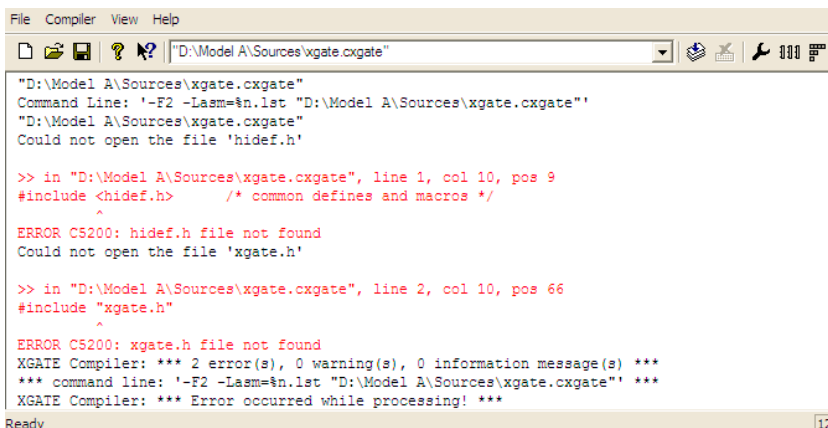 File Compiler View Help
"D:\Model A\Sources\xgate.cxgate"
"D:\Model A\Sources\xgate.cxgate"
Command Line: '-F2 -Lasm=%n.lst "D:\Model A\Sources\xgate.cxgate"'
"D:\Model A\Sources\xgate.cxgate"
Could not open the file 'hidef.h'
>> in "D:\Model A\Sources\xgate.cxgate", line 1, col 10, pos 9
#include <hidef.h> /* common defines and macros */
^
ERROR C5200: hidef.h file not found
Could not open the file 'xgate.h'
>> in "D:\Model A\Sources\xgate.cxgate", line 2, col 10, pos 66
#include "xgate.h"
^
ERROR C5200: xgate.h file not found
XGATE Compiler: *** 2 error(s), 0 warning(s), 0 information message(s) ***
*** command line: '-F2 -Lasm=%n.lst "D:\Model A\Sources\xgate.cxgate"' ***
XGATE Compiler: *** Error occurred while processing! ***
Ready